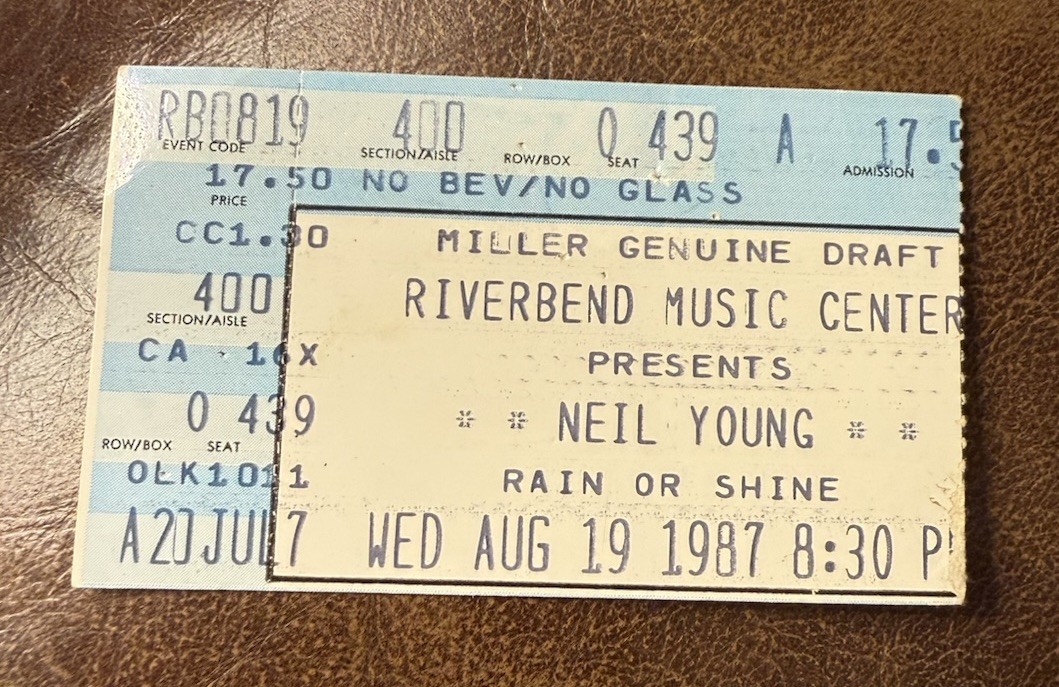 RB0819 400 0 439 A 17.5
EVENT CODE SECTION/AISLE ROW/BOX SEAT ADMISSION
17.50 NO BEV/NO GLASS
PRICE
CC1.30 MILLER GENUINE DRAFT
400 RIVERBEND MUSIC CENTER
SECTION/AISLE
CA 16X PRESENTS
0 439 * * NEIL YOUNG * *
ROW/BOX SEAT
OLK1011 RAIN OR SHINE
A20JUL7 WED AUG 19 1987 8:30 P